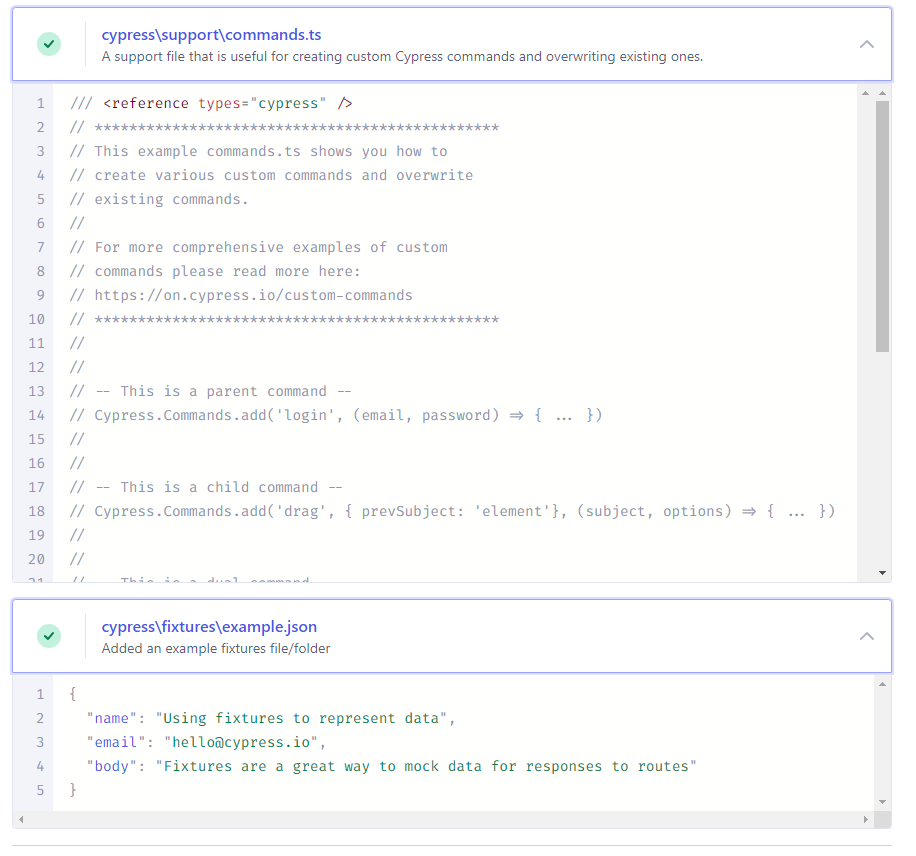 cypress\support\commands.ts
A support file that is useful for creating custom Cypress commands and overwriting existing ones.
1 /// <reference types="cypress" />
2 // ***********************************************
3 // This example commands.ts shows you how to
4 // create various custom commands and overwrite
5 // existing commands.
6 //
7 // For more comprehensive examples of custom
8 // commands please read more here:
9 // https://on.cypress.io/custom-commands
10 // ***********************************************
11 //
12 //
13 // -- This is a parent command --
14 // Cypress.Commands.add('login', (email, password) => { ... })
15 //
16 //
17 // -- This is a child command --
18 // Cypress.Commands.add('drag', { prevSubject: 'element'}, (subject, options) => { ... })
19 //
20 //
21 // -- This is a dual command
cypress\fixtures\example.json
Added an example fixtures file/folder
1 {
2   "name": "Using fixtures to represent data",
3   "email": "hello@cypress.io",
4   "body": "Fixtures are a great way to mock data for responses to routes"
5 }